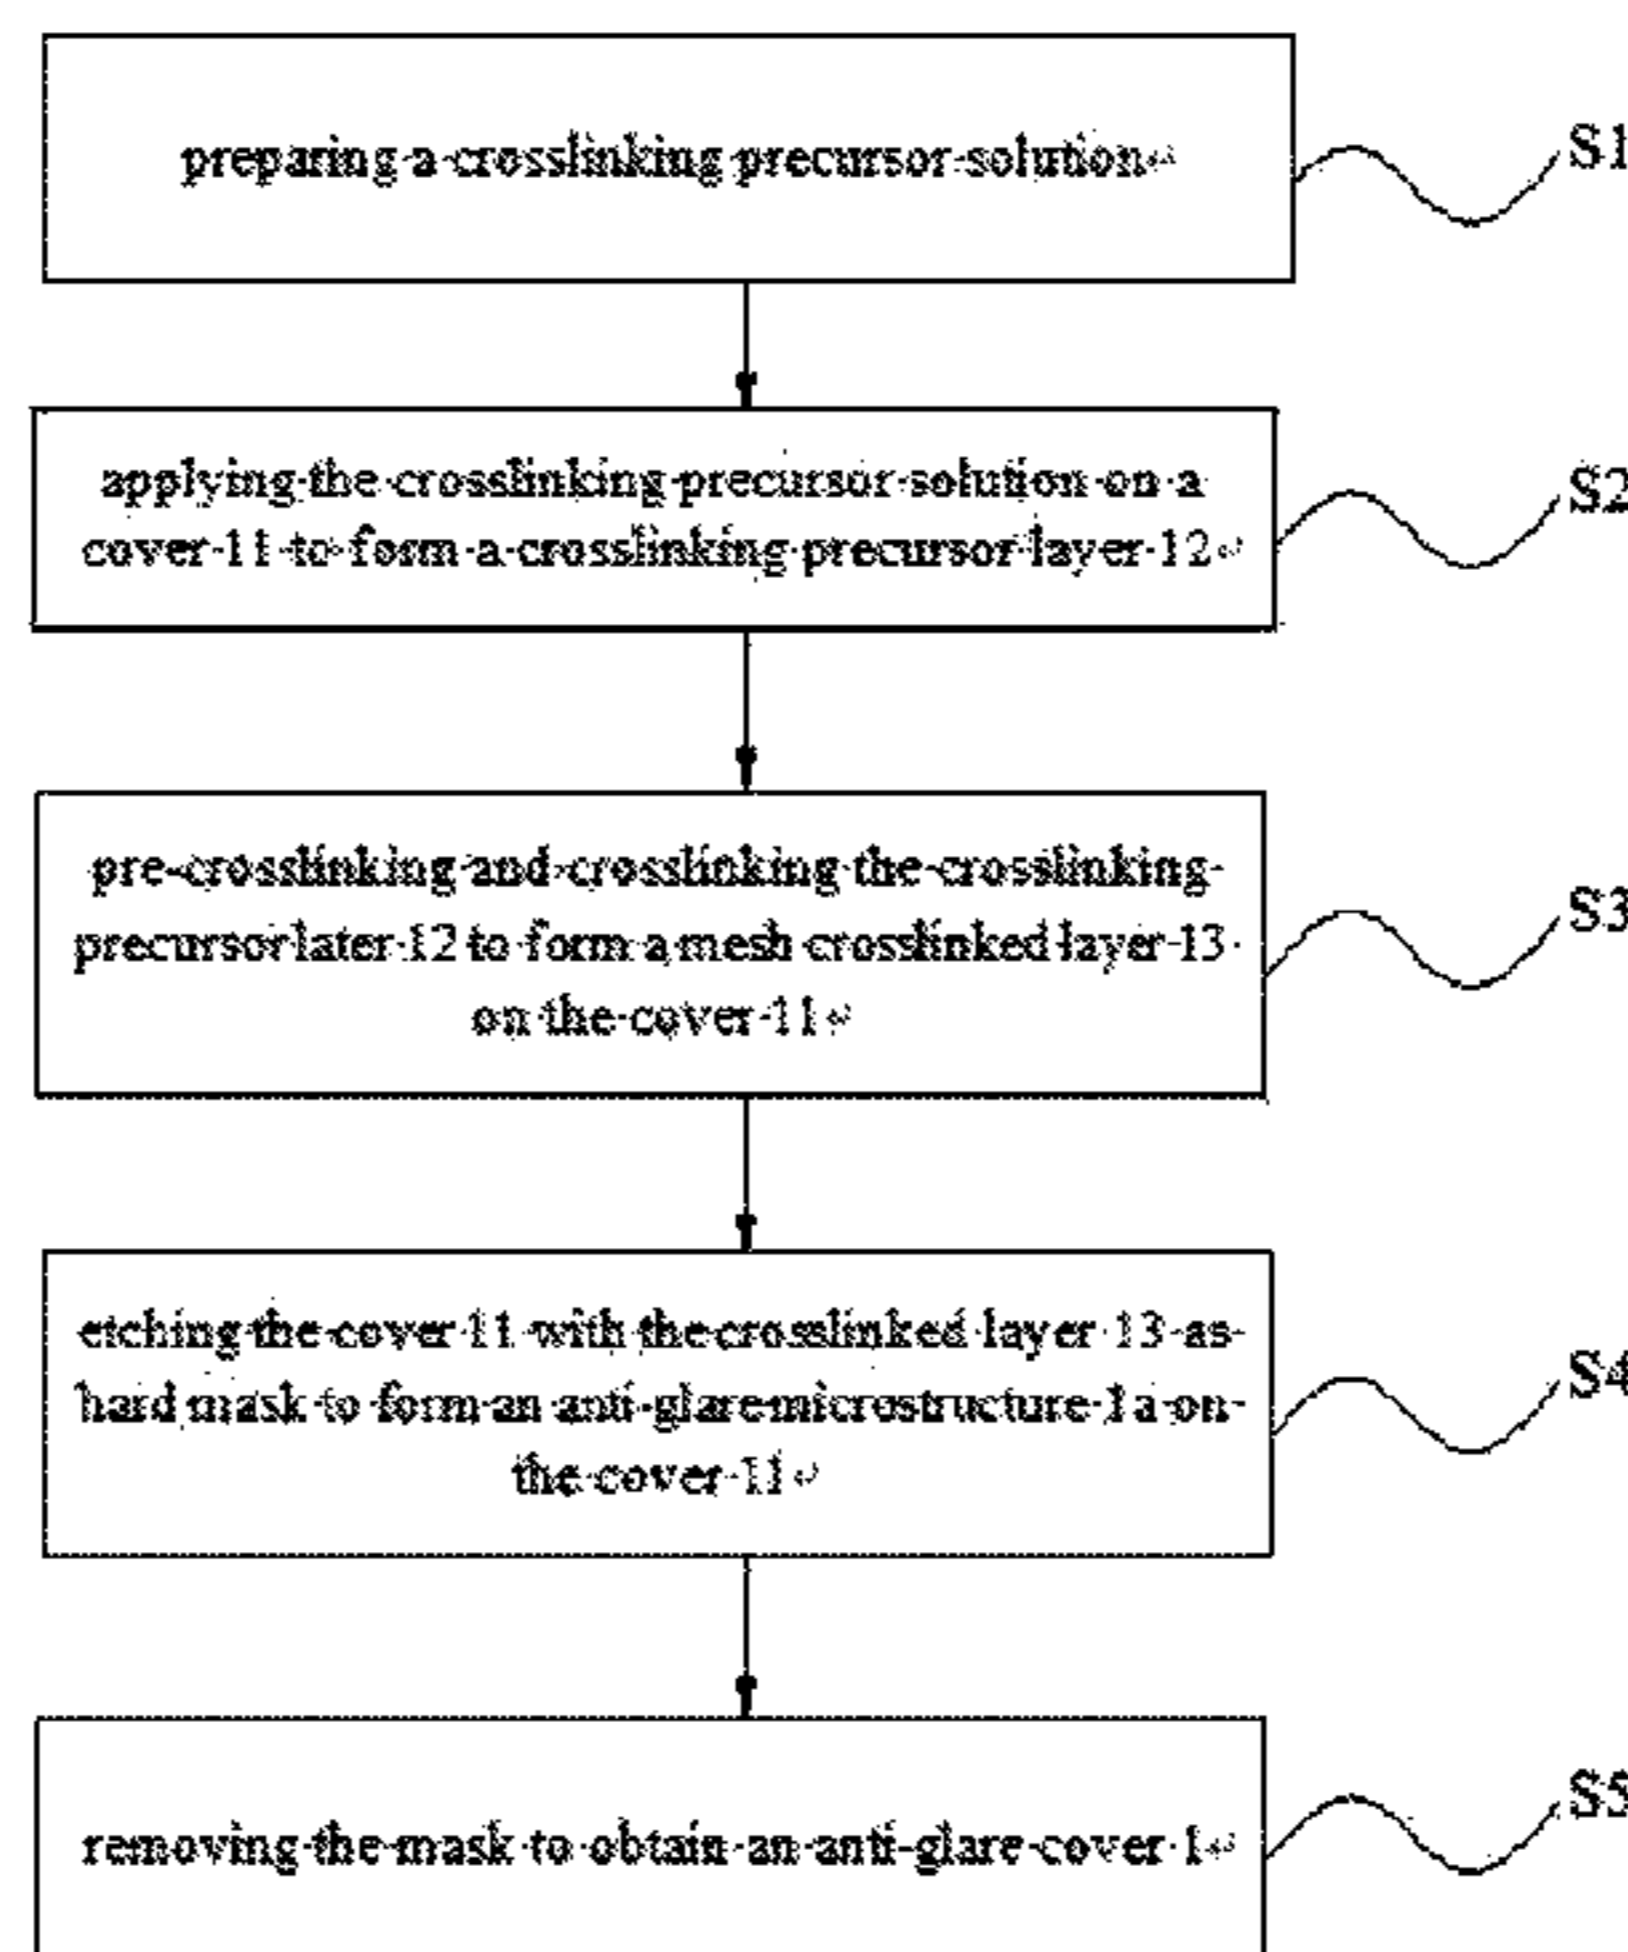 preparing a crosslinking precursor solution
S1
applying the crosslinking precursor solution on a
cover 11 to form a crosslinking precursor layer 12
S2
pre-crosslinking and crosslinking the crosslinking
precursor later 12 to form a mesh crosslinked layer 13
on the cover 11
S3
etching the cover 11 with the crosslinked layer 13 as
hard mask to form an anti-glare microstructure 1a on
the cover 11
S4
removing the mask to obtain an anti-glare cover 1
S5